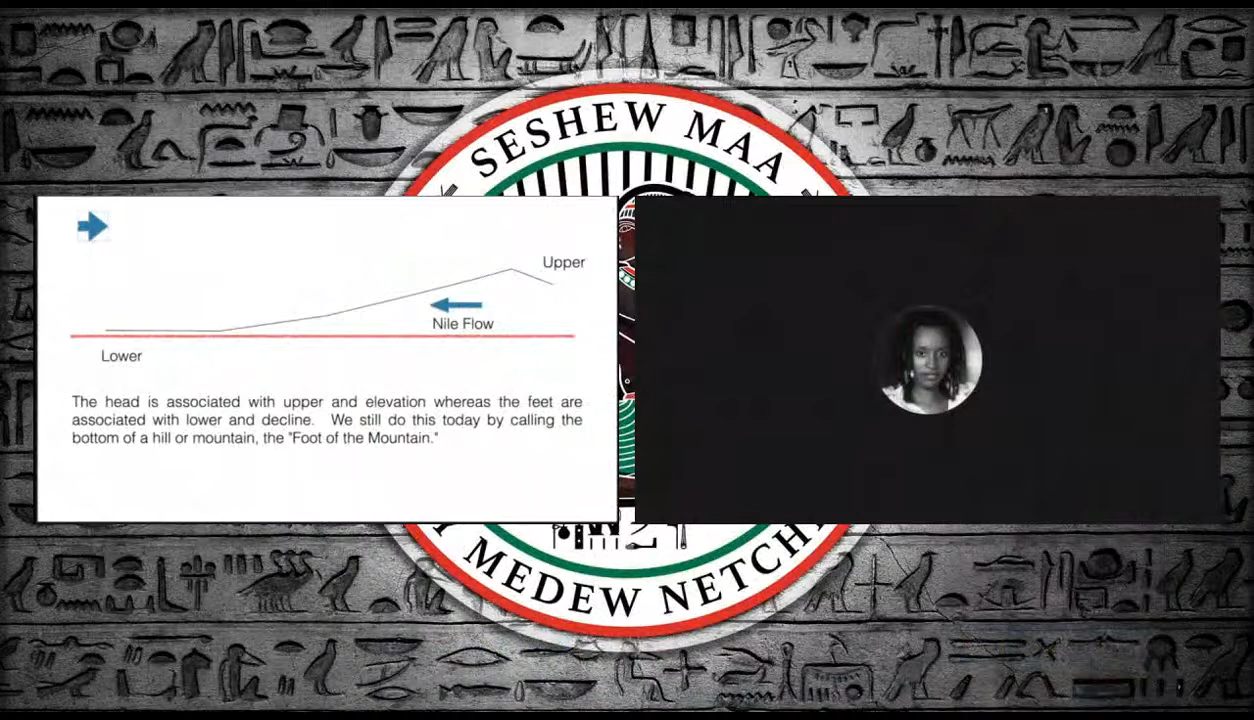 SESHEW MAA
Upper
Nile Flow
Lower
The head is associated with upper and elevation whereas the feet are
associated with lower and decline. We still do this today by calling the
bottom of a hill or mountain, the "Foot of the Mountain."
MEDEW NETCH